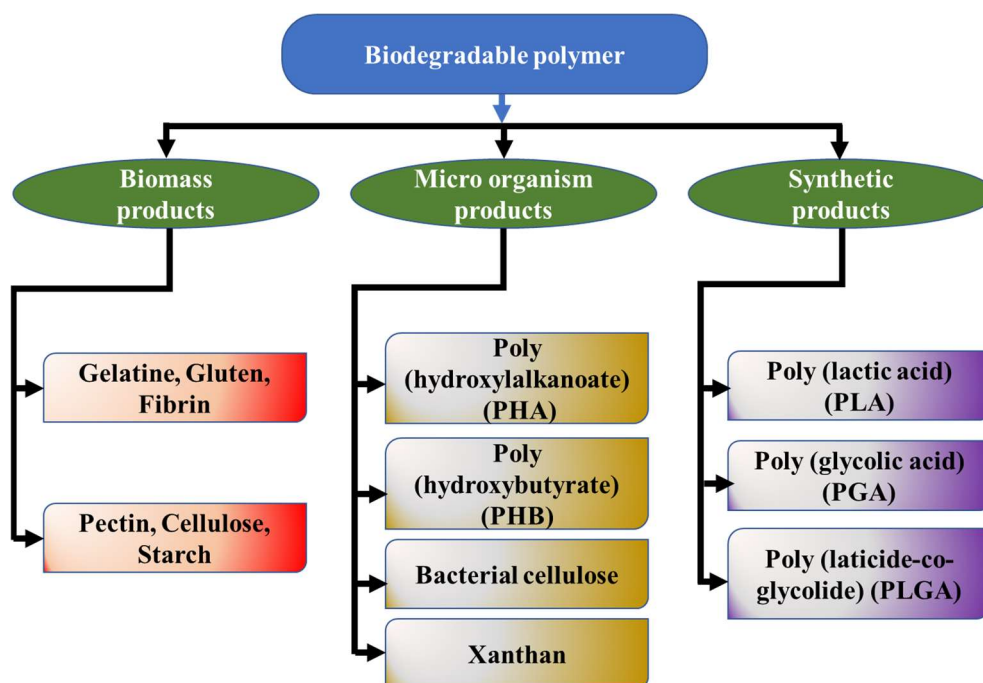 Biodegradable polymer
Biomass
products
Micro organism
products
Synthetic
products
Gelatine, Gluten,
Fibrin
Pectin, Cellulose,
Starch
Poly
(hydroxylalkanoate)
(PHA)
Poly
(hydroxybutyrate)
(PHB)
Bacterial cellulose
Xanthan
Poly (lactic acid)
(PLA)
Poly (glycolic acid)
(PGA)
Poly (laticide-co-
glycolide) (PLGA)